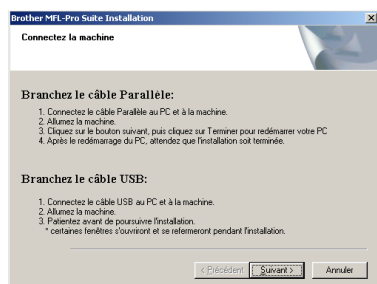 Brother MFL-Pro Suite Installation
Connectez la machine
Branchez le câble Parallèle:
1. Connectez le câble Parallèle au PC et à la machine.
2. Allumez la machine.
3. Cliquez sur le bouton suivant, puis cliquez sur Terminer pour redémarrer votre PC
4. Après le redémarrage du PC, attendez que l'installation soit terminée.
Branchez le câble USB:
1. Connectez le câble USB au PC et à la machine.
2. Allumez la machine.
3. Patientez avant de poursuivre l'installation.
* certaines fenêtres s'ouvriront et se refermeront pendant l'installation.
< Précédent Suivant > Annuler